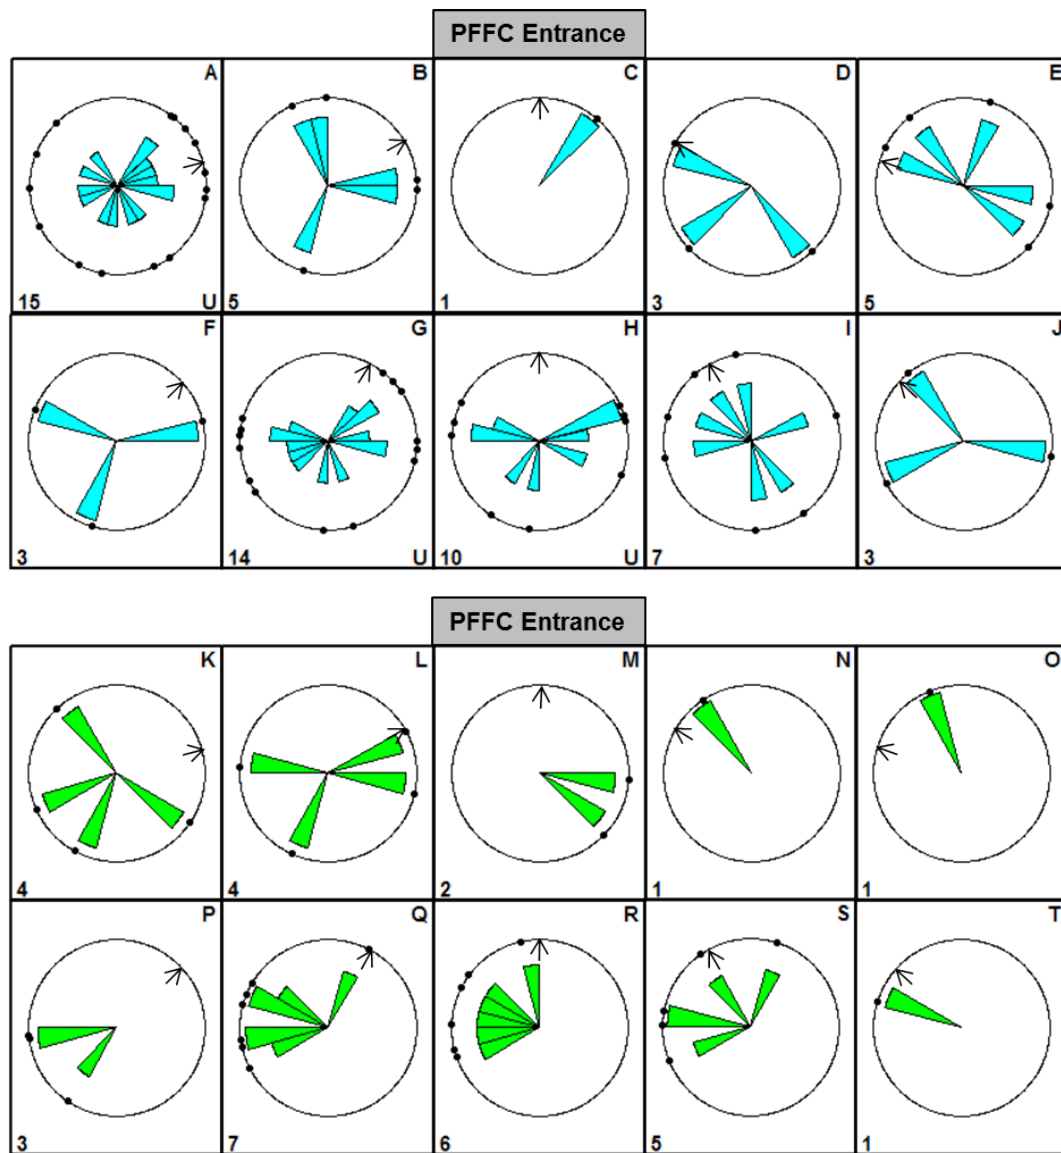 PFFC Entrance
A B C D E
15 U 5 1 3 5
F G H I J
3 14 U 10 U 7 3
PFFC Entrance
K L M N O
4 4 2 1 1
P Q R S T
3 7 6 5 1